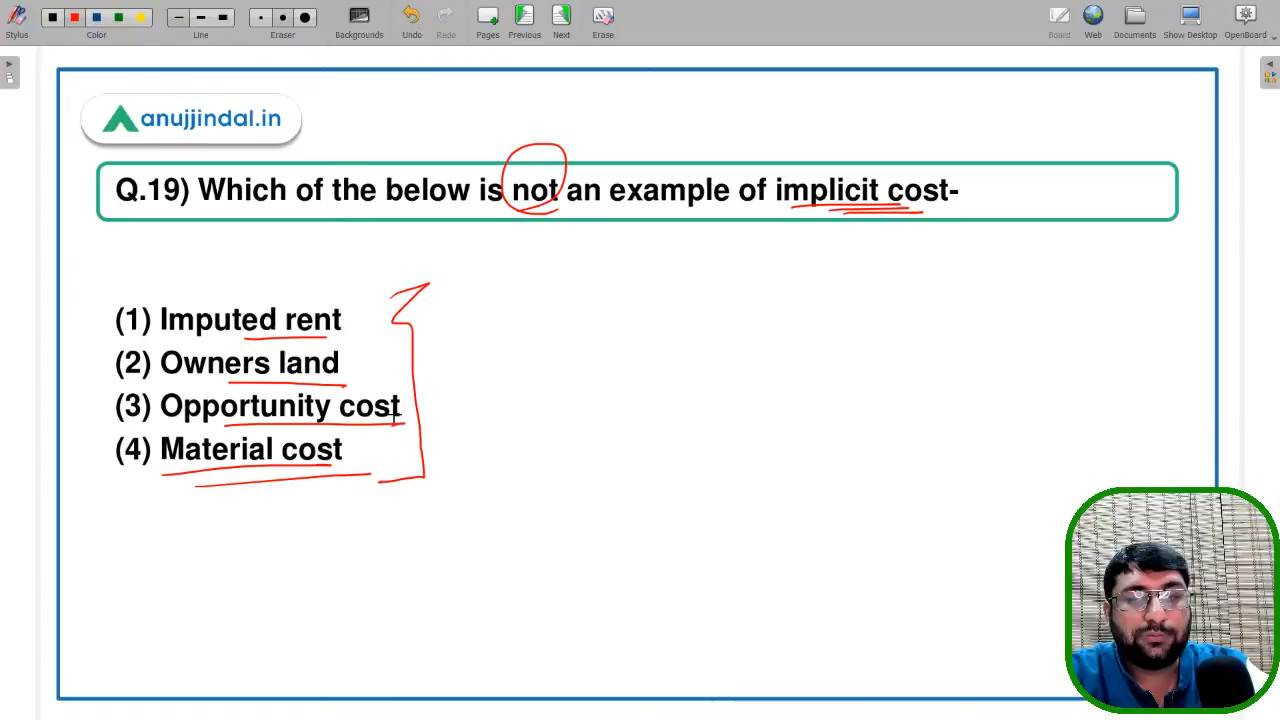 Stylus
Color
Line
Eraser
Backgrounds
Undo
Redo
Pages
Previous
Next
Erase
Board
Web
Documents
Show Desktop
OpenBoard
anujjindal.in
Q.19) Which of the below is not an example of implicit cost-
(1) Imputed rent
(2) Owners land
(3) Opportunity cost
(4) Material cost